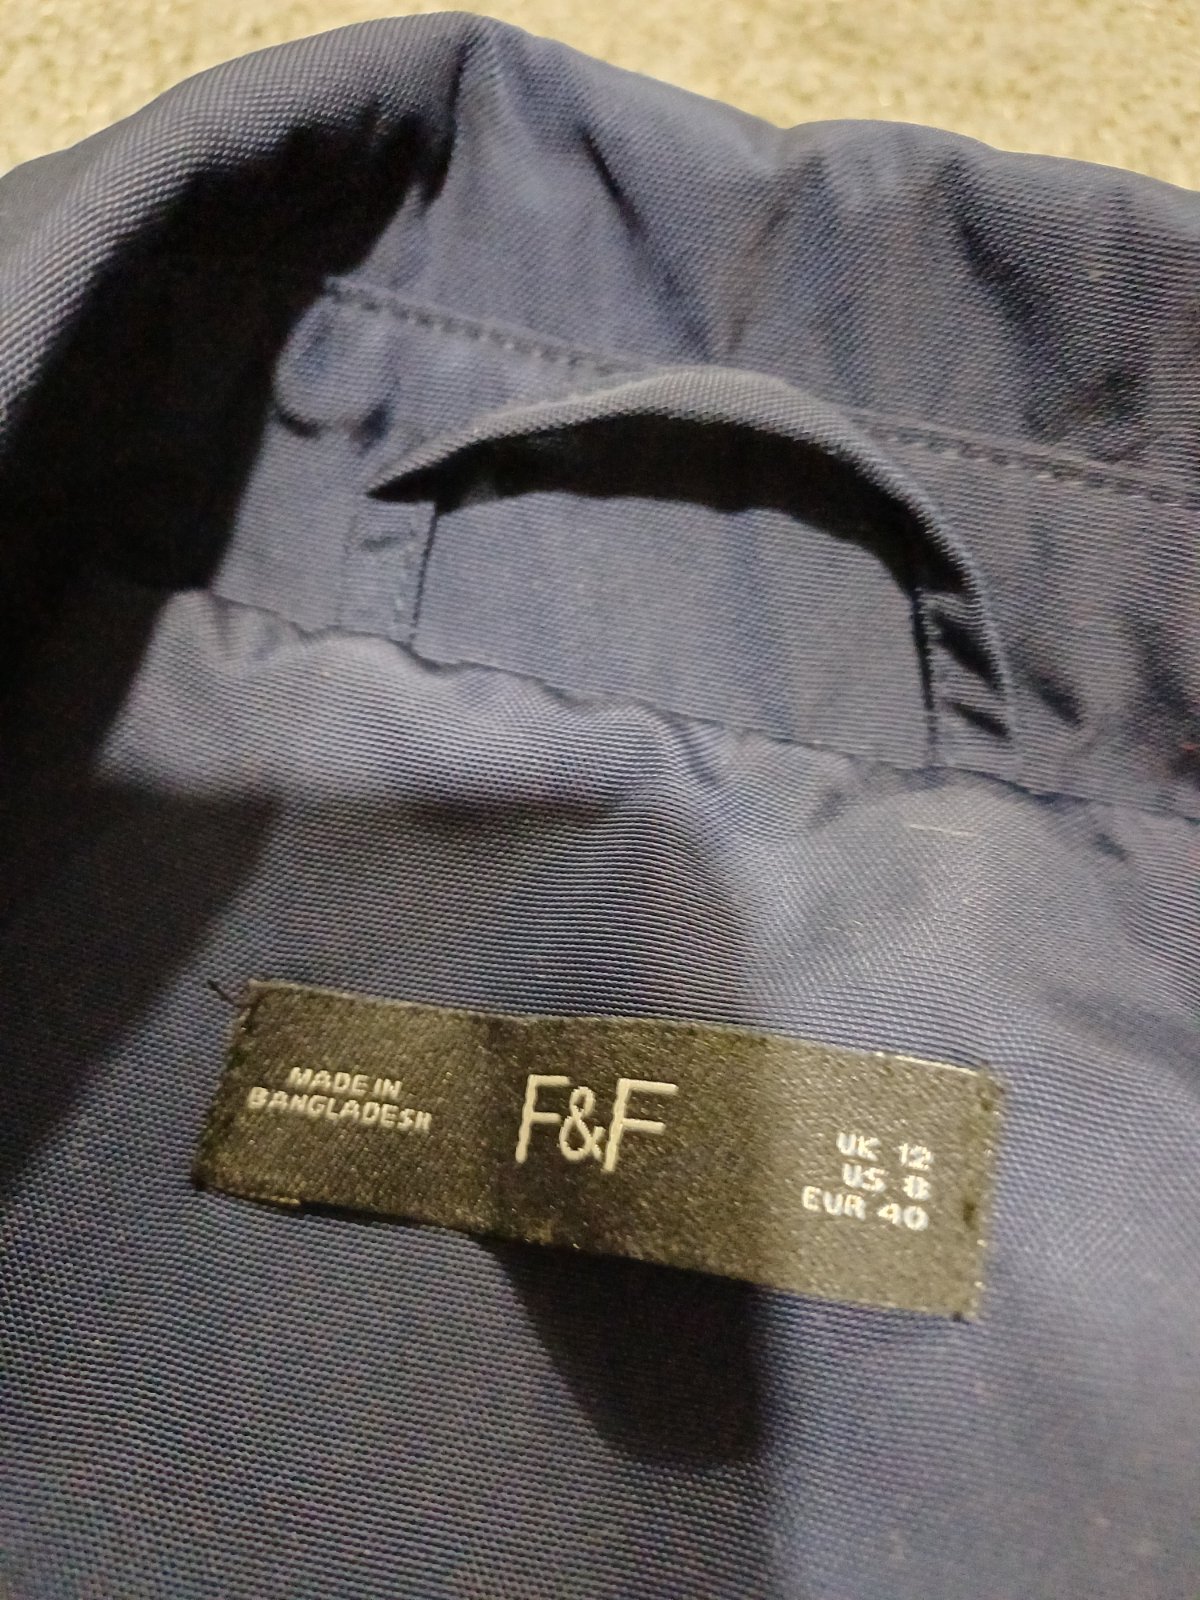 MADE IN
BANGLADESH
F&F
UK 12
US 8
EUR 40